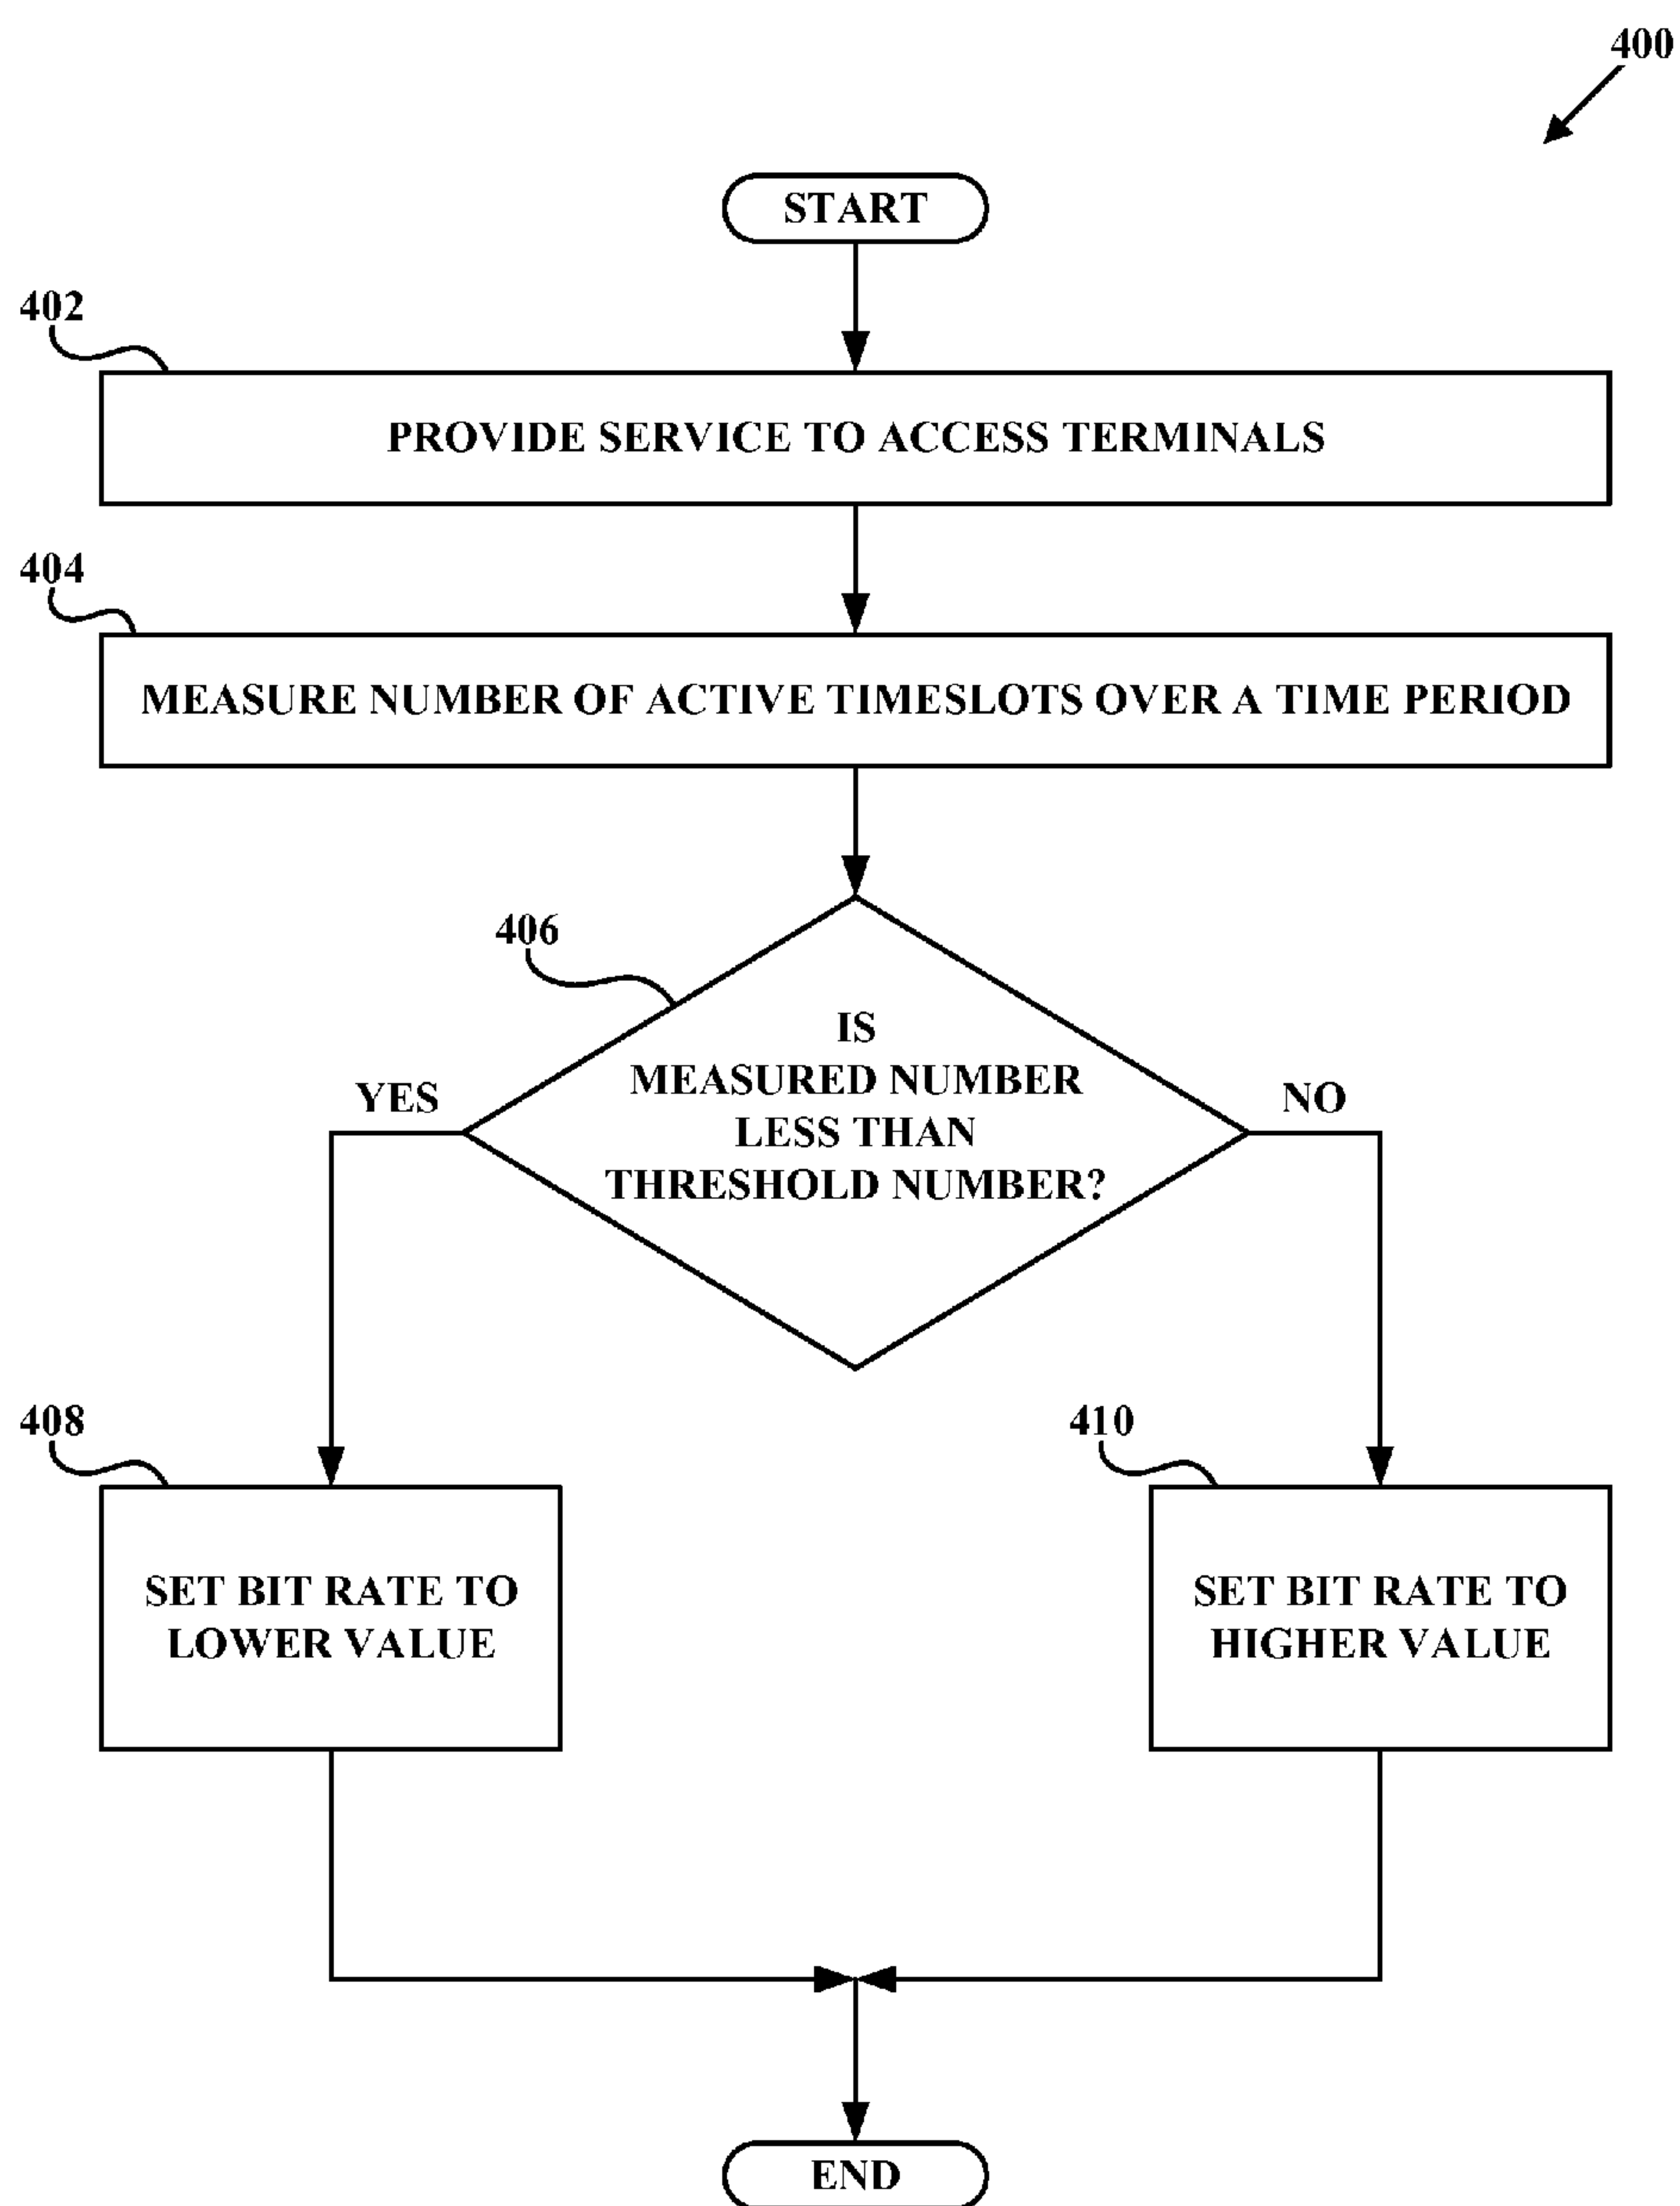 400
START
402
PROVIDE SERVICE TO ACCESS TERMINALS
404
MEASURE NUMBER OF ACTIVE TIMESLOTS OVER A TIME PERIOD
406
IS
MEASURED NUMBER
LESS THAN
THRESHOLD NUMBER?
YES
NO
408
SET BIT RATE TO
LOWER VALUE
410
SET BIT RATE TO
HIGHER VALUE
END